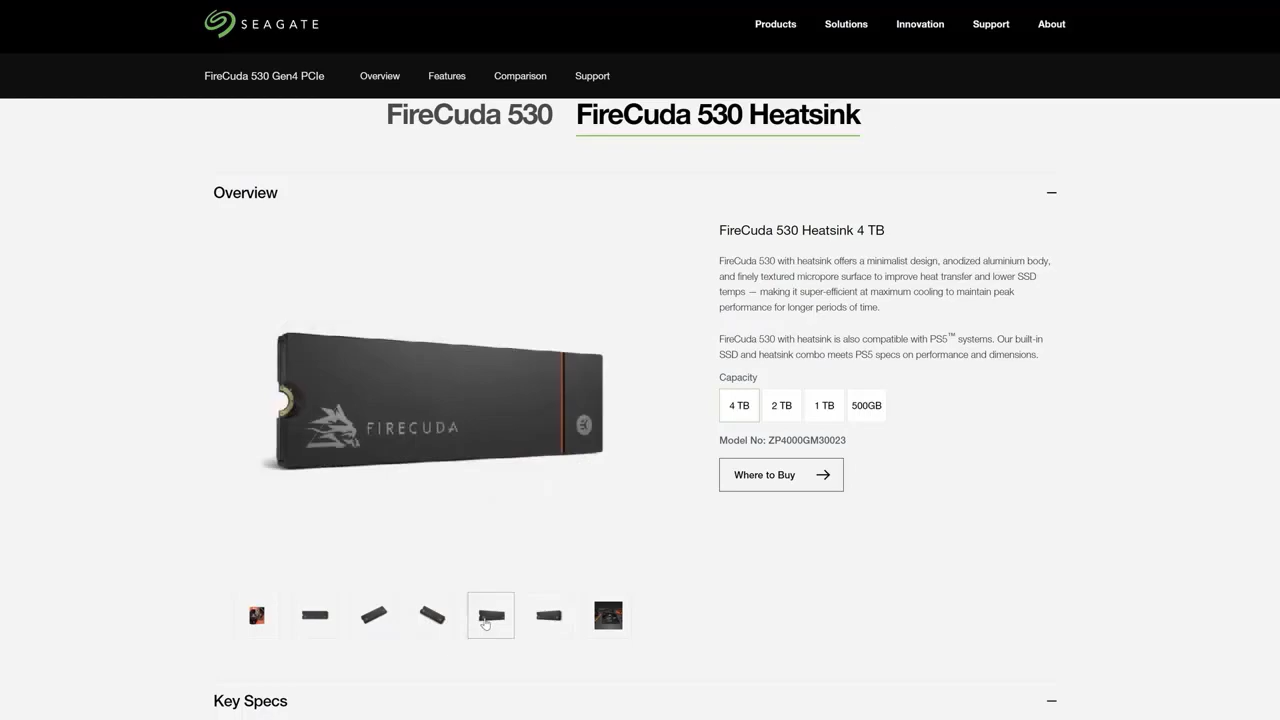 SEAGATE
Products Solutions Innovation Support About
FireCuda 530 Gen4 PCIe Overview Features Comparison Support
FireCuda 530 FireCuda 530 Heatsink
Overview
FireCuda 530 Heatsink 4 TB
FireCuda 530 with heatsink offers a minimalist design, anodized aluminium body,
and finely textured micropore surface to improve heat transfer and lower SSD
temps — making it super-efficient at maximum cooling to maintain peak
performance for longer periods of time.
FireCuda 530 with heatsink is also compatible with PS5™ systems. Our built-in
SSD and heatsink combo meets PS5 specs on performance and dimensions.
Capacity
4 TB 2 TB 1 TB 500GB
Model No: ZP4000GM30023
Where to Buy
FIRECUDA
Key Specs